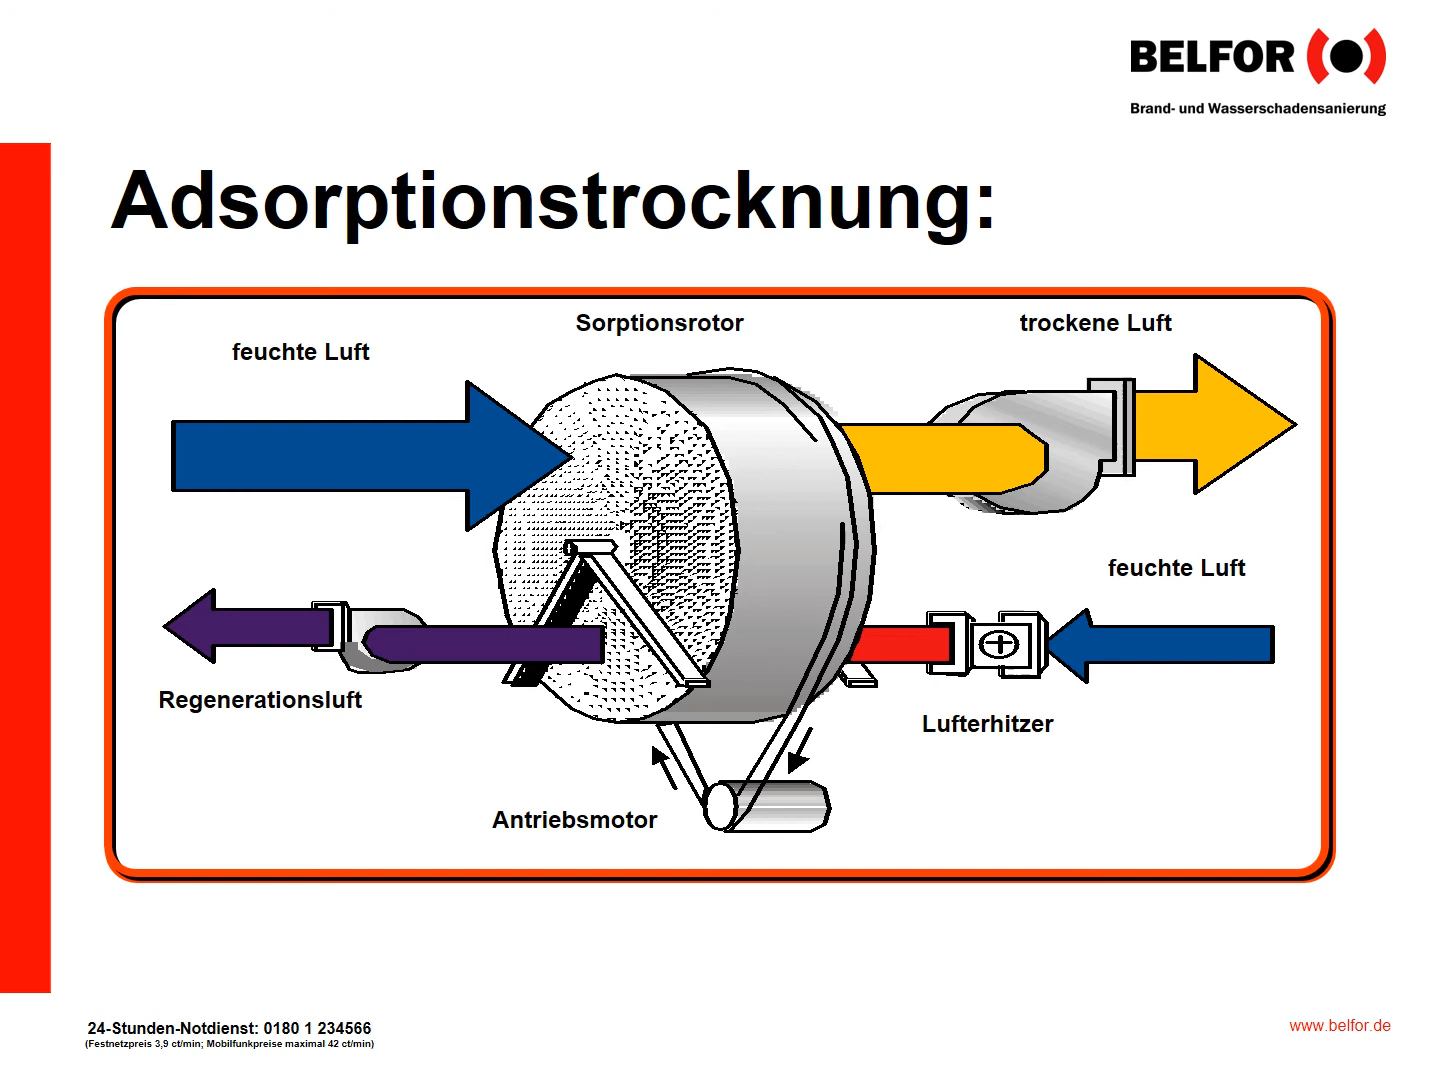 BELFOR
Brand- und Wasserschadensanierung
Adsorptionstrocknung:
Sorptionsrotor
trockene Luft
feuchte Luft
feuchte Luft
Regenerationsluft
Lufterhitzer
Antriebsmotor
24-Stunden-Notdienst: 0180 1 234566
(Festnetzpreis 3,9 ct/min; Mobilfunkpreise maximal 42 ct/min)
www.belfor.de